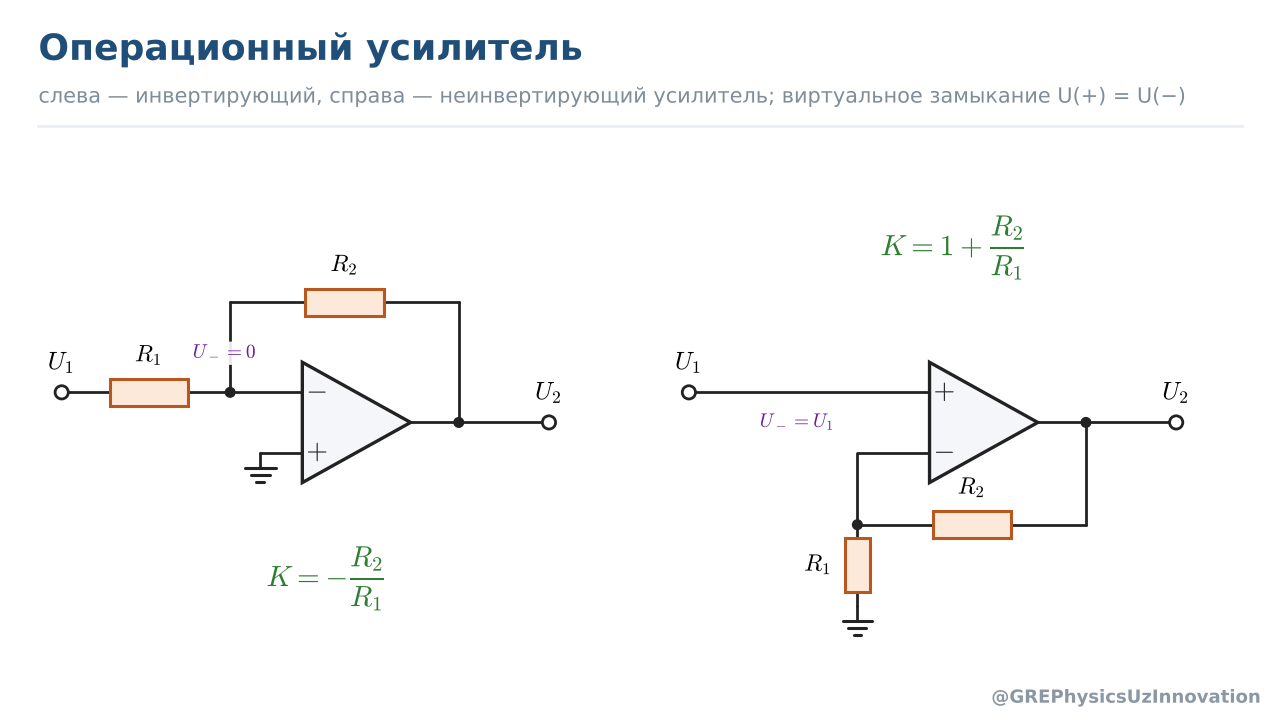 Операционный усилитель
слева — инвертирующий, справа — неинвертирующий усилитель; виртуальное замыкание U(+) = U(−)
K = 1 + R₂/R₁
R₂
U₁
R₁
U₋ = 0
−
+
U₂
K = −R₂/R₁
U₁
+
U₋ = U₁
−
U₂
R₂
R₁
@GREPhysicsUzInnovation